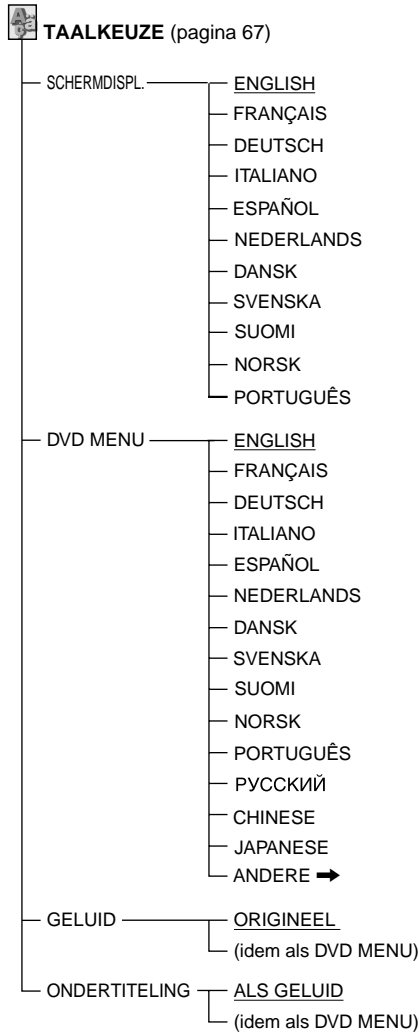 TAALKEUZE (pagina 67)
SCHERMDISPL. ENGLISH
FRANÇAIS
DEUTSCH
ITALIANO
ESPAÑOL
NEDERLANDS
DANSK
SVENSKA
SUOMI
NORSK
PORTUGUÊS
DVD MENU ENGLISH
FRANÇAIS
DEUTSCH
ITALIANO
ESPAÑOL
NEDERLANDS
DANSK
SVENSKA
SUOMI
NORSK
PORTUGUÊS
РУССКИЙ
CHINESE
JAPANESE
ANDERE ➡
GELUID ORIGINEEL
(idem als DVD MENU)
ONDERTITELING ALS GELUID
(idem als DVD MENU)